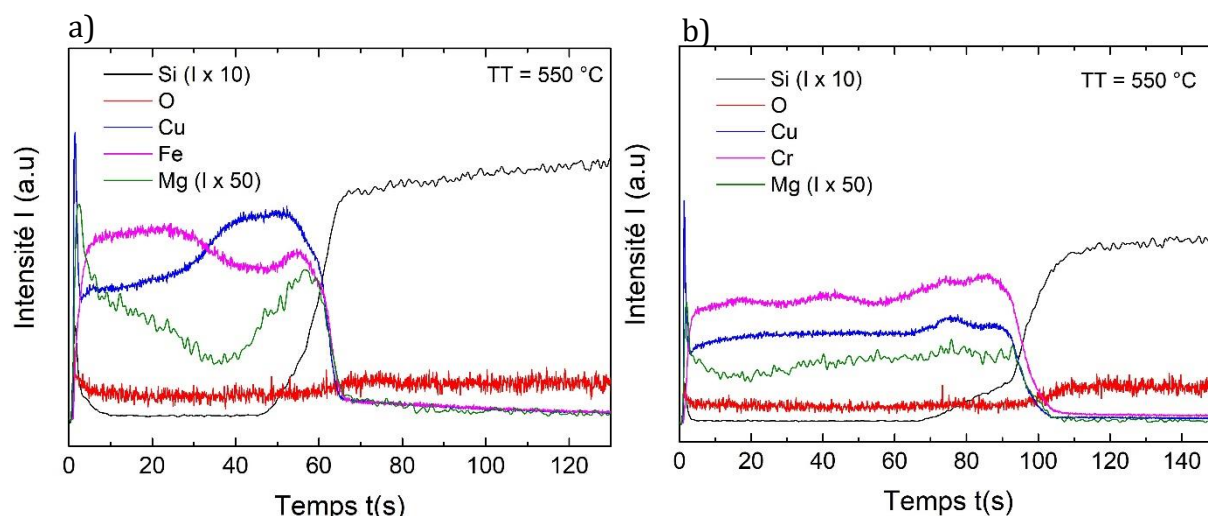 a)
Si (I x 10)
O
Cu
Fe
Mg (I x 50)
TT = 550 °C
Intensité I (a.u)
0 20 40 60 80 100 120
Temps t(s)
b)
Si (I x 10)
O
Cu
Cr
Mg (I x 50)
TT = 550 °C
Intensité I (a.u)
0 20 40 60 80 100 120 140
Temps t(s)